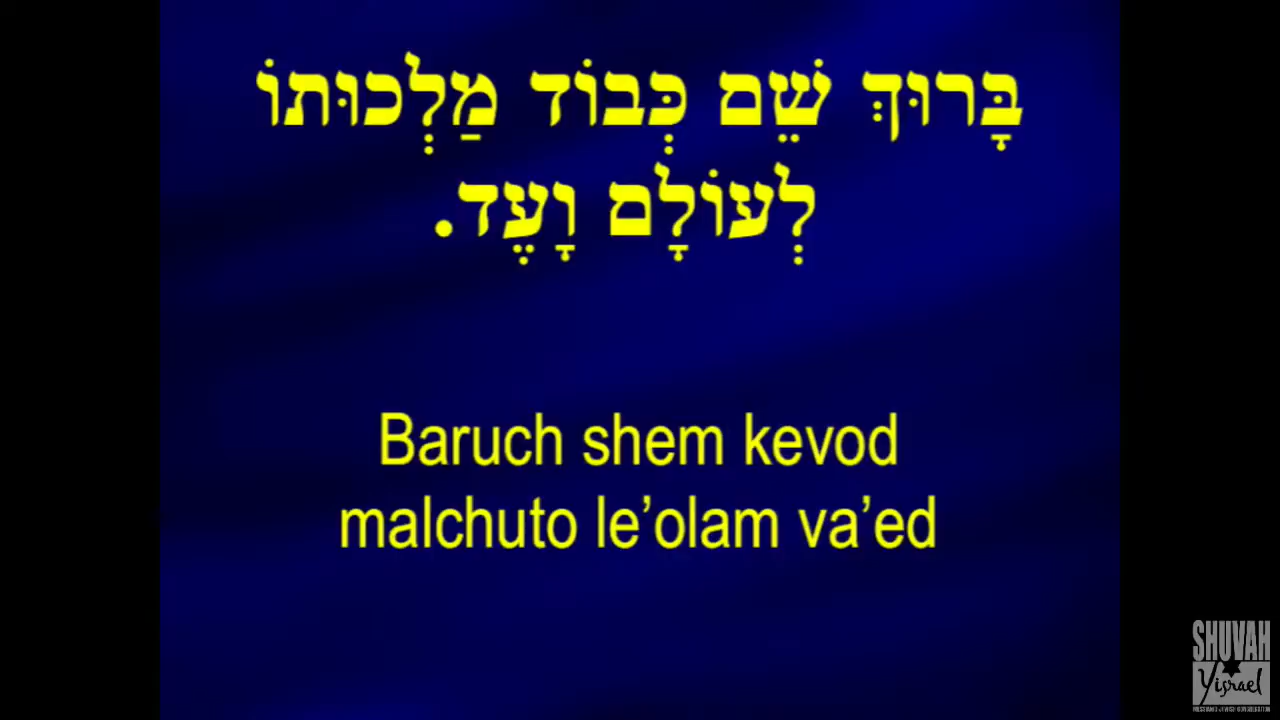 בָּרוּךְ שֵׁם כְּבוֹד מַלְכוּתוֹ
לְעוֹלָם וָעֶד.
Baruch shem kevod
malchuto le’olam va’ed
SHUVAH
Yisrael